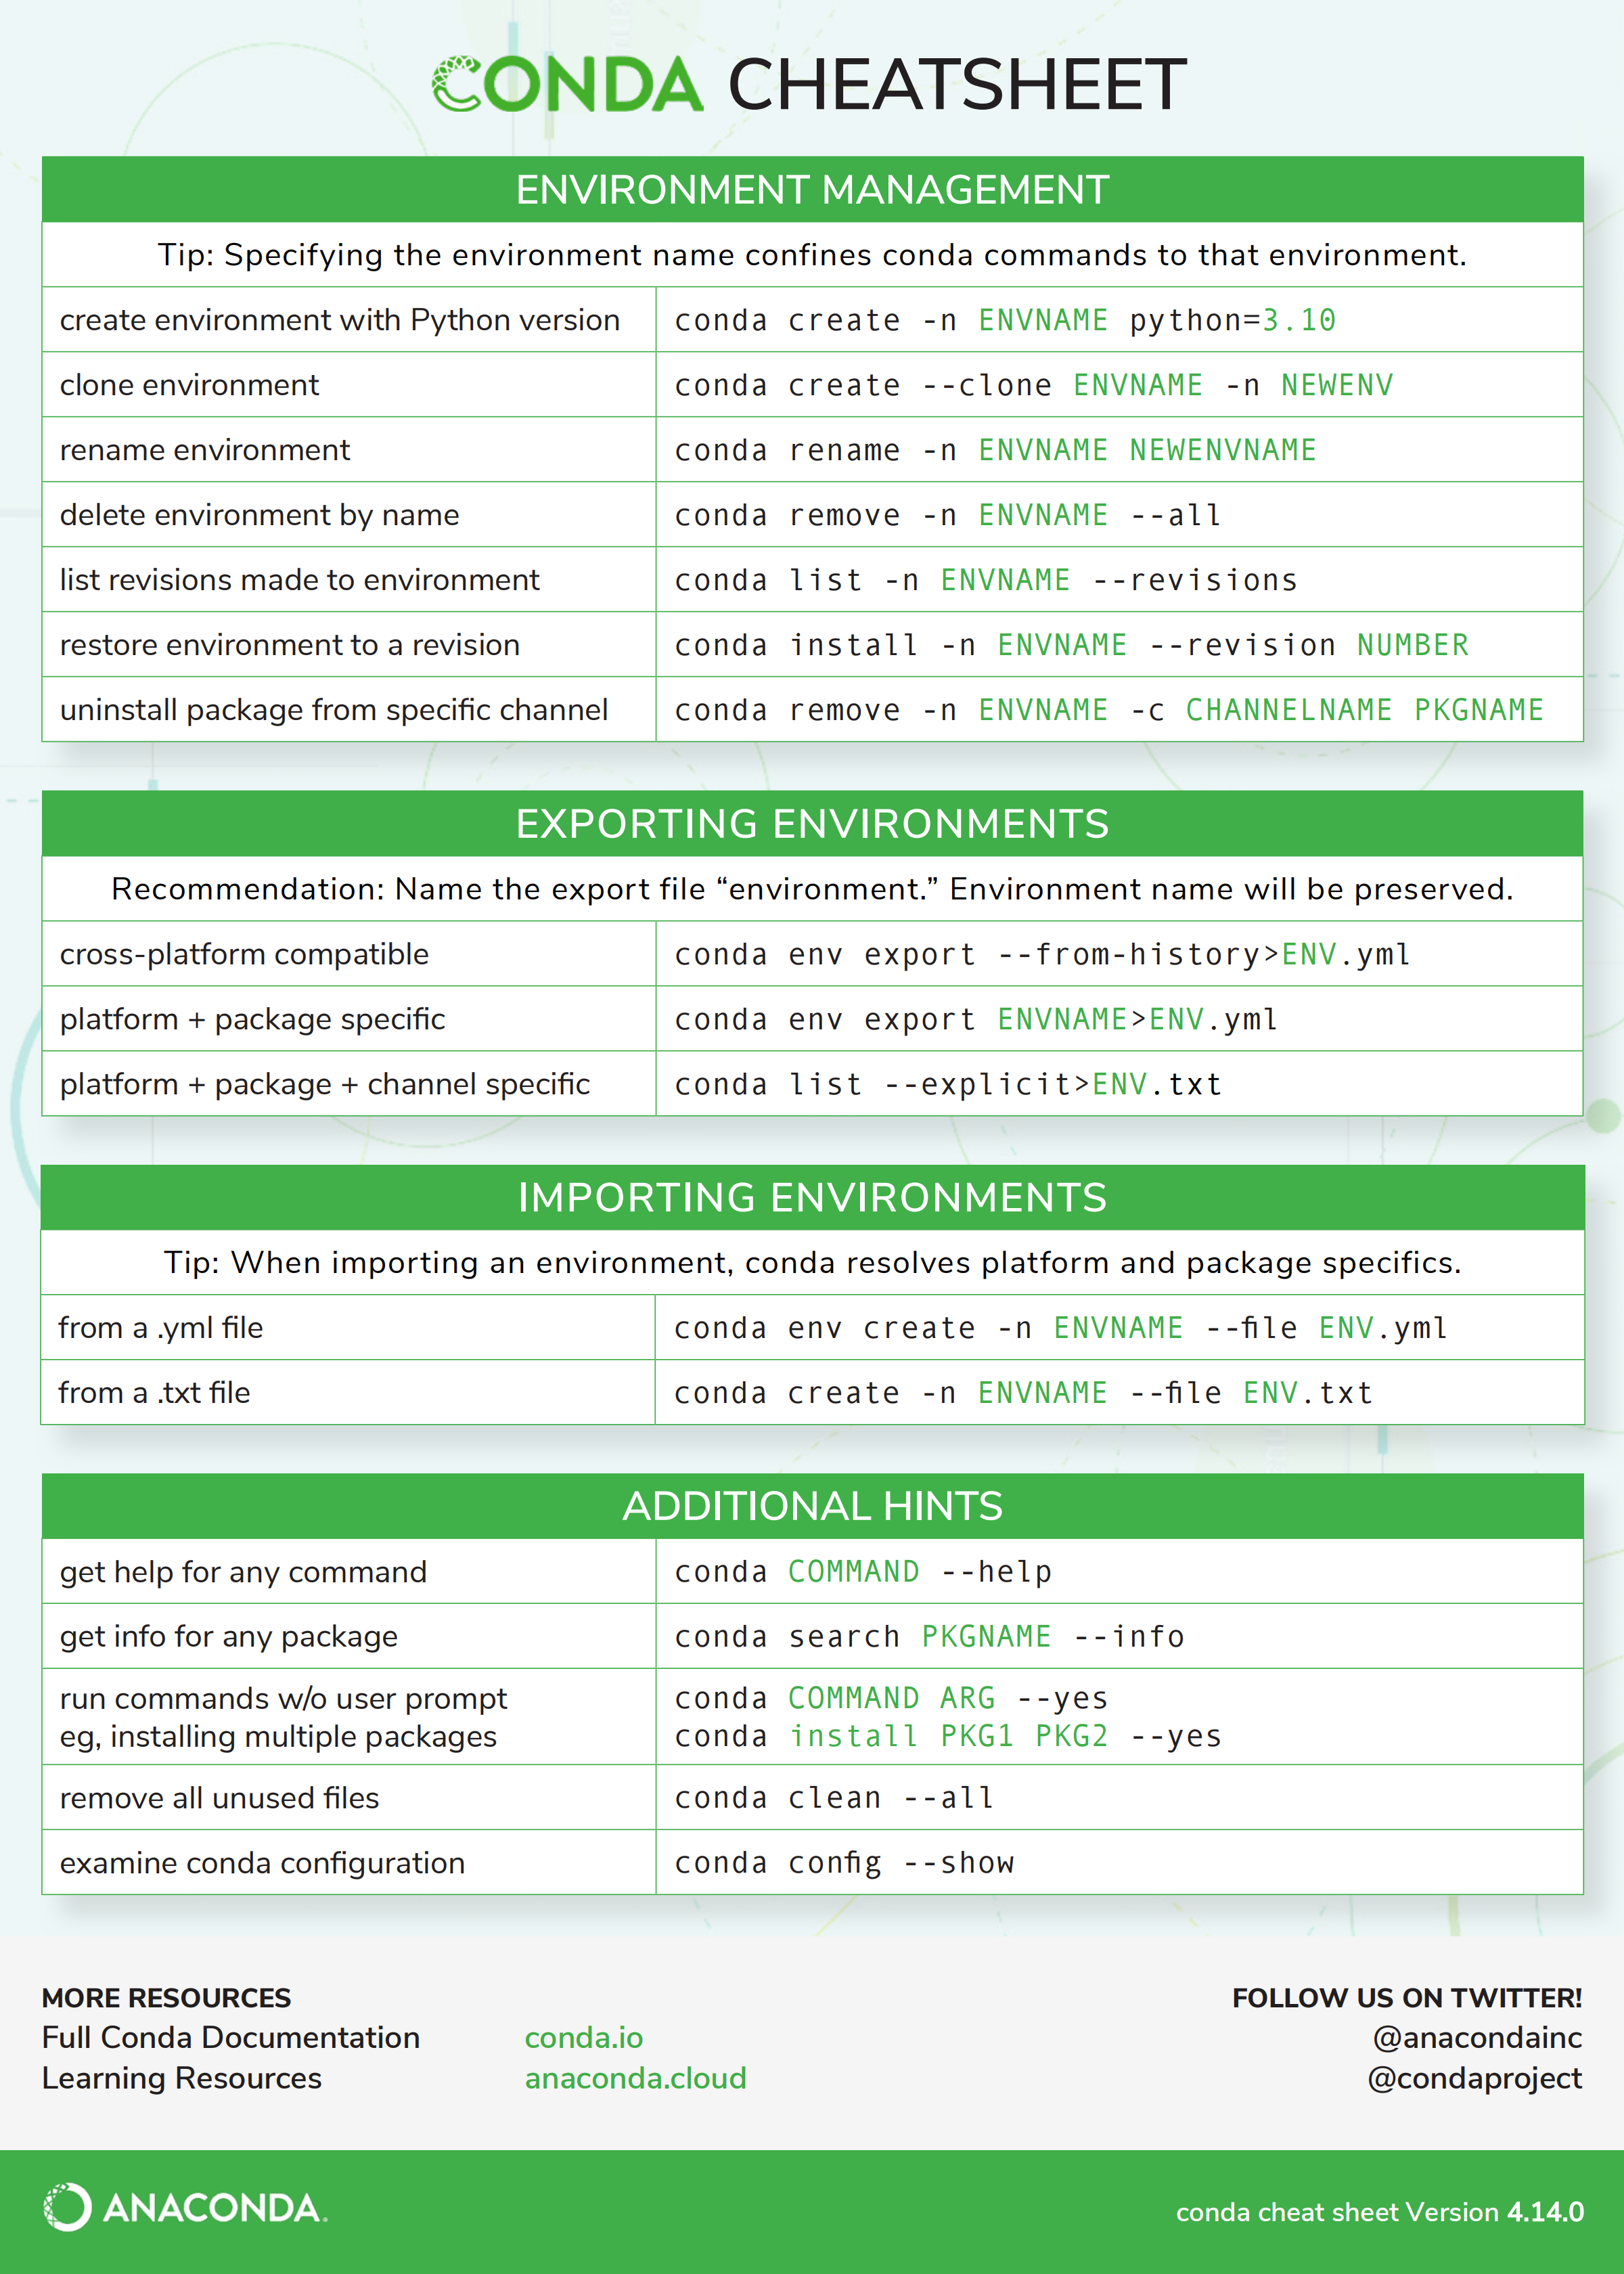 CONDA CHEATSHEET
ENVIRONMENT MANAGEMENT
Tip: Specifying the environment name confines conda commands to that environment.
create environment with Python version conda create -n ENVNAME python=3.10
clone environment conda create --clone ENVNAME -n NEWENV
rename environment conda rename -n ENVNAME NEWENVNAME
delete environment by name conda remove -n ENVNAME --all
list revisions made to environment conda list -n ENVNAME --revisions
restore environment to a revision conda install -n ENVNAME --revision NUMBER
uninstall package from specific channel conda remove -n ENVNAME -c CHANNELNAME PKGNAME
EXPORTING ENVIRONMENTS
Recommendation: Name the export file “environment.” Environment name will be preserved.
cross-platform compatible conda env export --from-history>ENV.yml
platform + package specific conda env export ENVNAME>ENV.yml
platform + package + channel specific conda list --explicit>ENV.txt
IMPORTING ENVIRONMENTS
Tip: When importing an environment, conda resolves platform and package specifics.
from a .yml file conda env create -n ENVNAME --file ENV.yml
from a .txt file conda create -n ENVNAME --file ENV.txt
ADDITIONAL HINTS
get help for any command conda COMMAND --help
get info for any package conda search PKGNAME --info
run commands w/o user prompt conda COMMAND ARG --yes
eg, installing multiple packages conda install PKG1 PKG2 --yes
remove all unused files conda clean --all
examine conda configuration conda config --show
MORE RESOURCES
Full Conda Documentation conda.io
Learning Resources anaconda.cloud
FOLLOW US ON TWITTER!
@anacondainc
@condaproject
ANACONDA.
conda cheat sheet Version 4.14.0